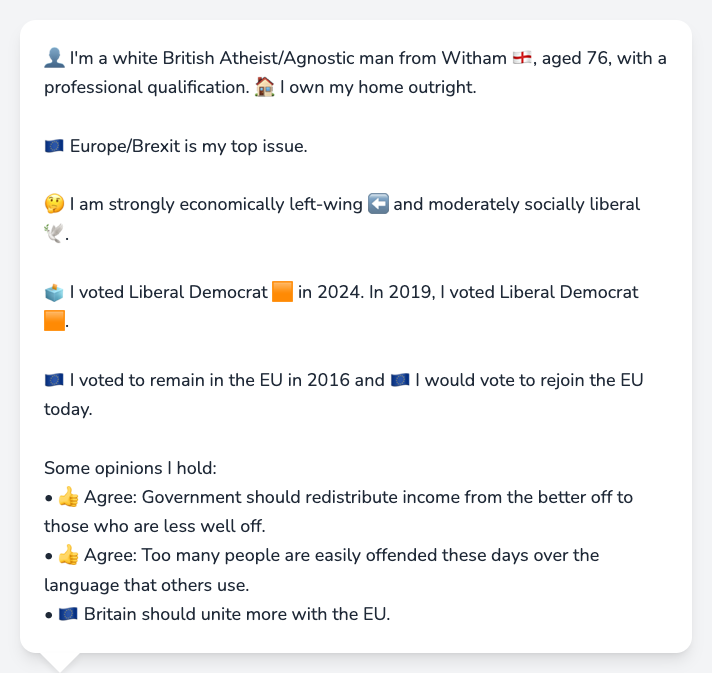 👤 I'm a white British Atheist/Agnostic man from Witham 🏴󠁧󠁢󠁥󠁮󠁧󠁿, aged 76, with a
professional qualification. 🏠 I own my home outright.
🇪🇺 Europe/Brexit is my top issue.
🤔 I am strongly economically left-wing ⬅️ and moderately socially liberal
🕊️.
🗳️ I voted Liberal Democrat 🟧 in 2024. In 2019, I voted Liberal Democrat
🟧.
🇪🇺 I voted to remain in the EU in 2016 and 🇪🇺 I would vote to rejoin the EU
today.
Some opinions I hold:
• 👍 Agree: Government should redistribute income from the better off to
those who are less well off.
• 👍 Agree: Too many people are easily offended these days over the
language that others use.
• 🇪🇺 Britain should unite more with the EU.